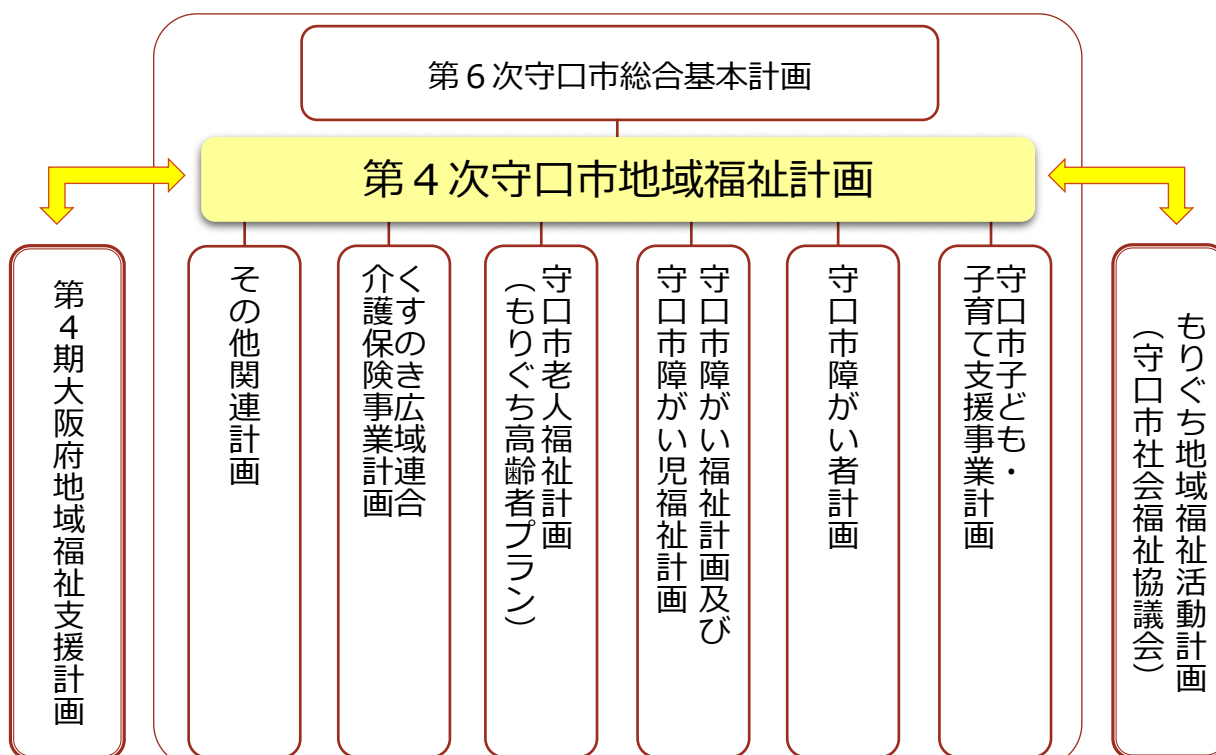 第６次守口市総合基本計画
第４次守口市地域福祉計画
もりぐち地域福祉活動計画
（守口市社会福祉協議会）
守口市子ども・
子育て支援事業計画
守口市障がい者計画
守口市障がい福祉計画及び
守口市障がい児福祉計画
守口市老人福祉計画
（もりぐち高齢者プラン）
くすのき広域連合
介護保険事業計画
その他関連計画
第４期大阪府地域福祉支援計画